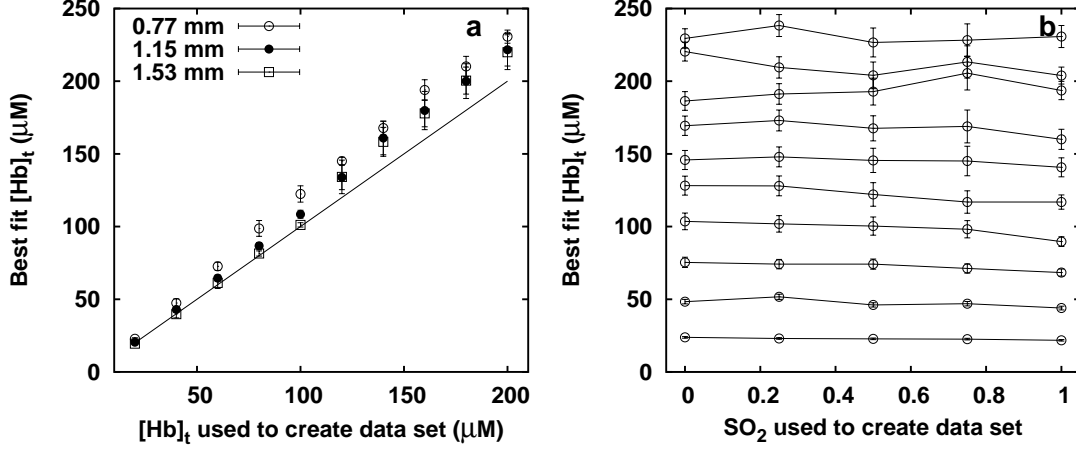 250
200
150
100
50
0
Best fit [Hb]t (μM)
0.77 mm
1.15 mm
1.53 mm
a
50 100 150 200
[Hb]t used to create data set (μM)
250
200
150
100
50
0
Best fit [Hb]t (μM)
b
0 0.2 0.4 0.6 0.8 1
SO2 used to create data set